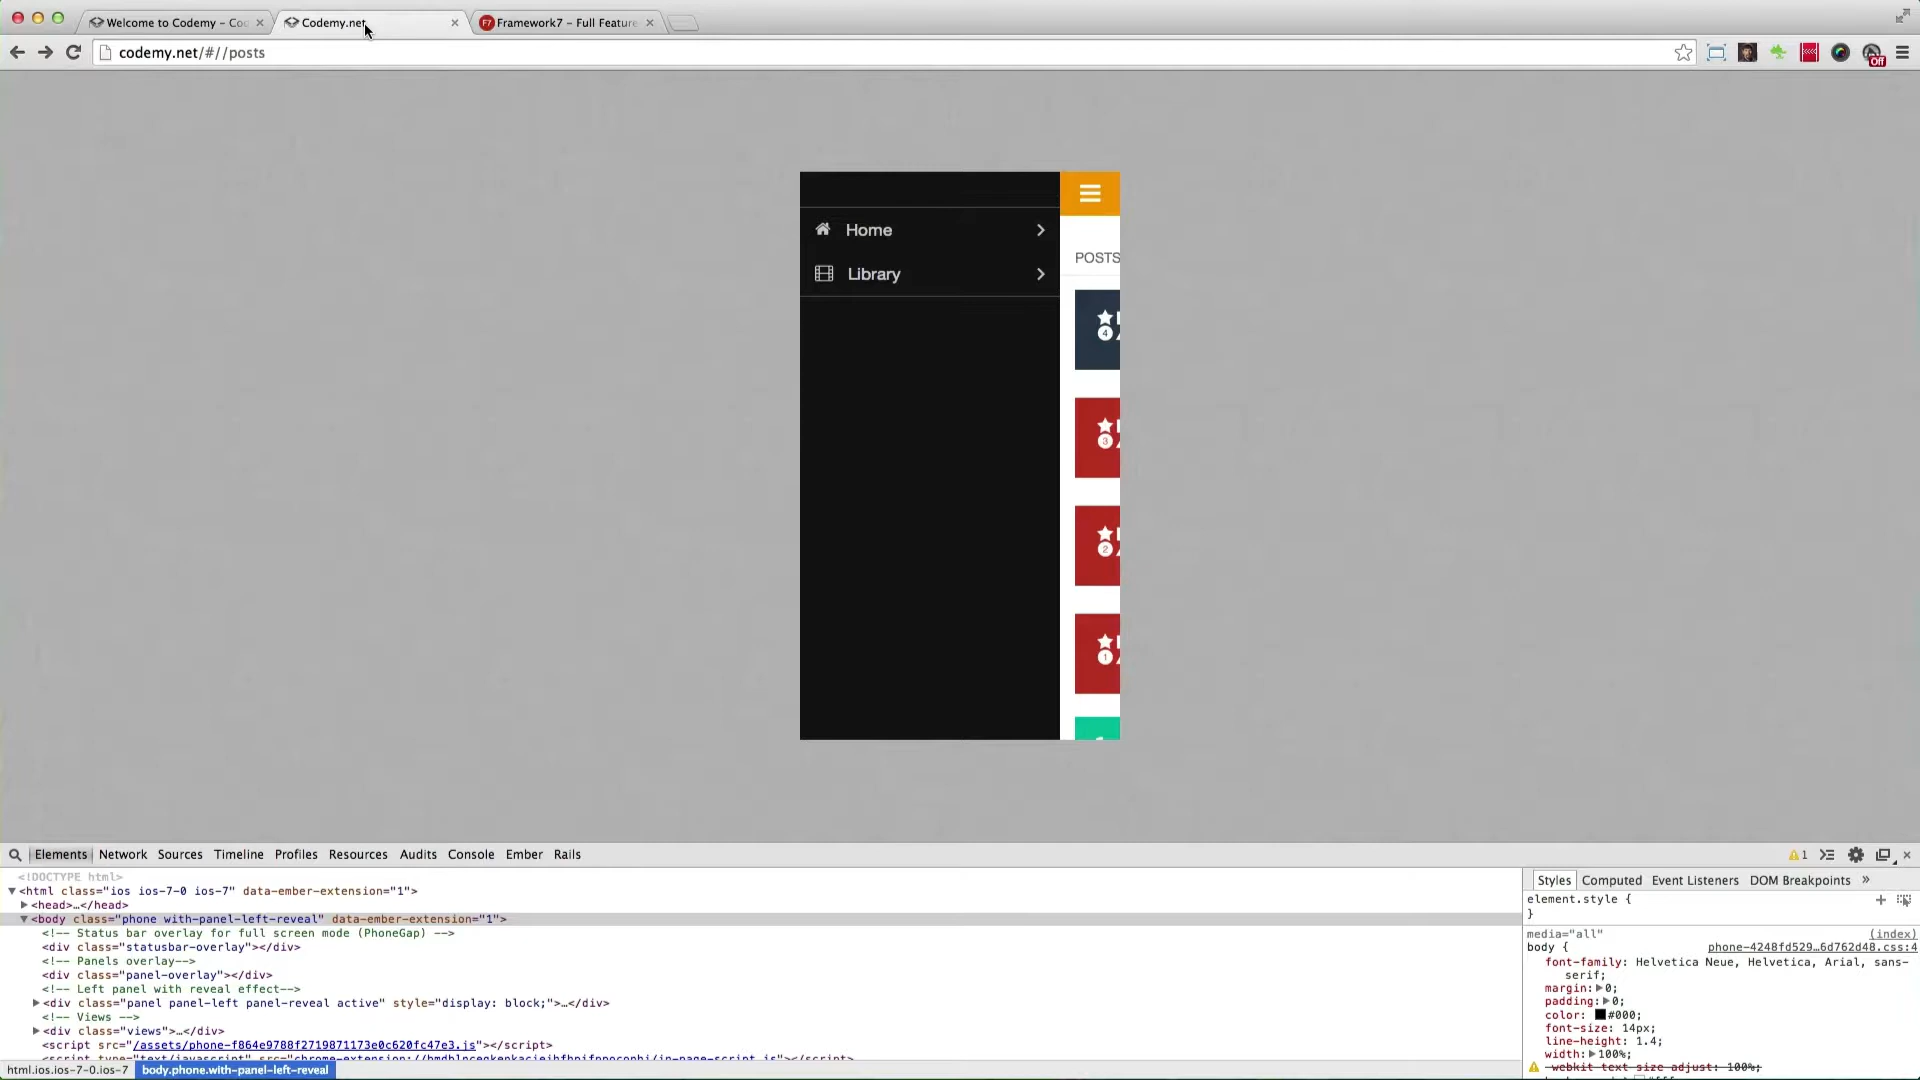 Welcome to Codemy – Cod
Codemy.net
Framework7 – Full Feature
codemy.net/#//posts
Off
Home
Library
POSTS
4
3
2
1
Elements Network Sources Timeline Profiles Resources Audits Console Ember Rails
1
<!DOCTYPE html>
<html class="ios ios-7-0 ios-7" data-ember-extension="1">
<head>…</head>
<body class="phone with-panel-left-reveal" data-ember-extension="1">
<!-- Status bar overlay for full screen mode (PhoneGap) -->
<div class="statusbar-overlay"></div>
<!-- Panels overlay-->
<div class="panel-overlay"></div>
<!-- Left panel with reveal effect-->
<div class="panel panel-left panel-reveal active" style="display: block;">…</div>
<!-- Views -->
<div class="views">…</div>
<script src="/assets/phone-f864e9788f2719871173e0c620fc47e3.js"></script>
html.ios.ios-7-0.ios-7 body.phone.with-panel-left-reveal
Styles Computed Event Listeners DOM Breakpoints »
element.style {
}
media="all" (index)
body { phone-4248fd529…6d762d48.css:4
font-family: Helvetica Neue, Helvetica, Arial, sans-
serif;
margin: 0;
padding: 0;
color: #000;
font-size: 14px;
line-height: 1.4;
width: 100%;
-webkit-text-size-adjust: 100%;